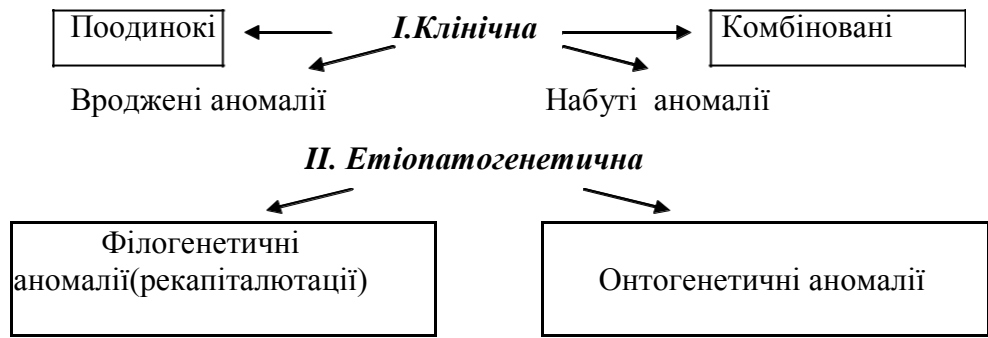 Поодинокі I.Клінічна Комбіновані
Вроджені аномалії Набуті аномалії
II. Етіопатогенетична
Філогенетичні
аномалії(рекапіталютації) Онтогенетичні аномалії